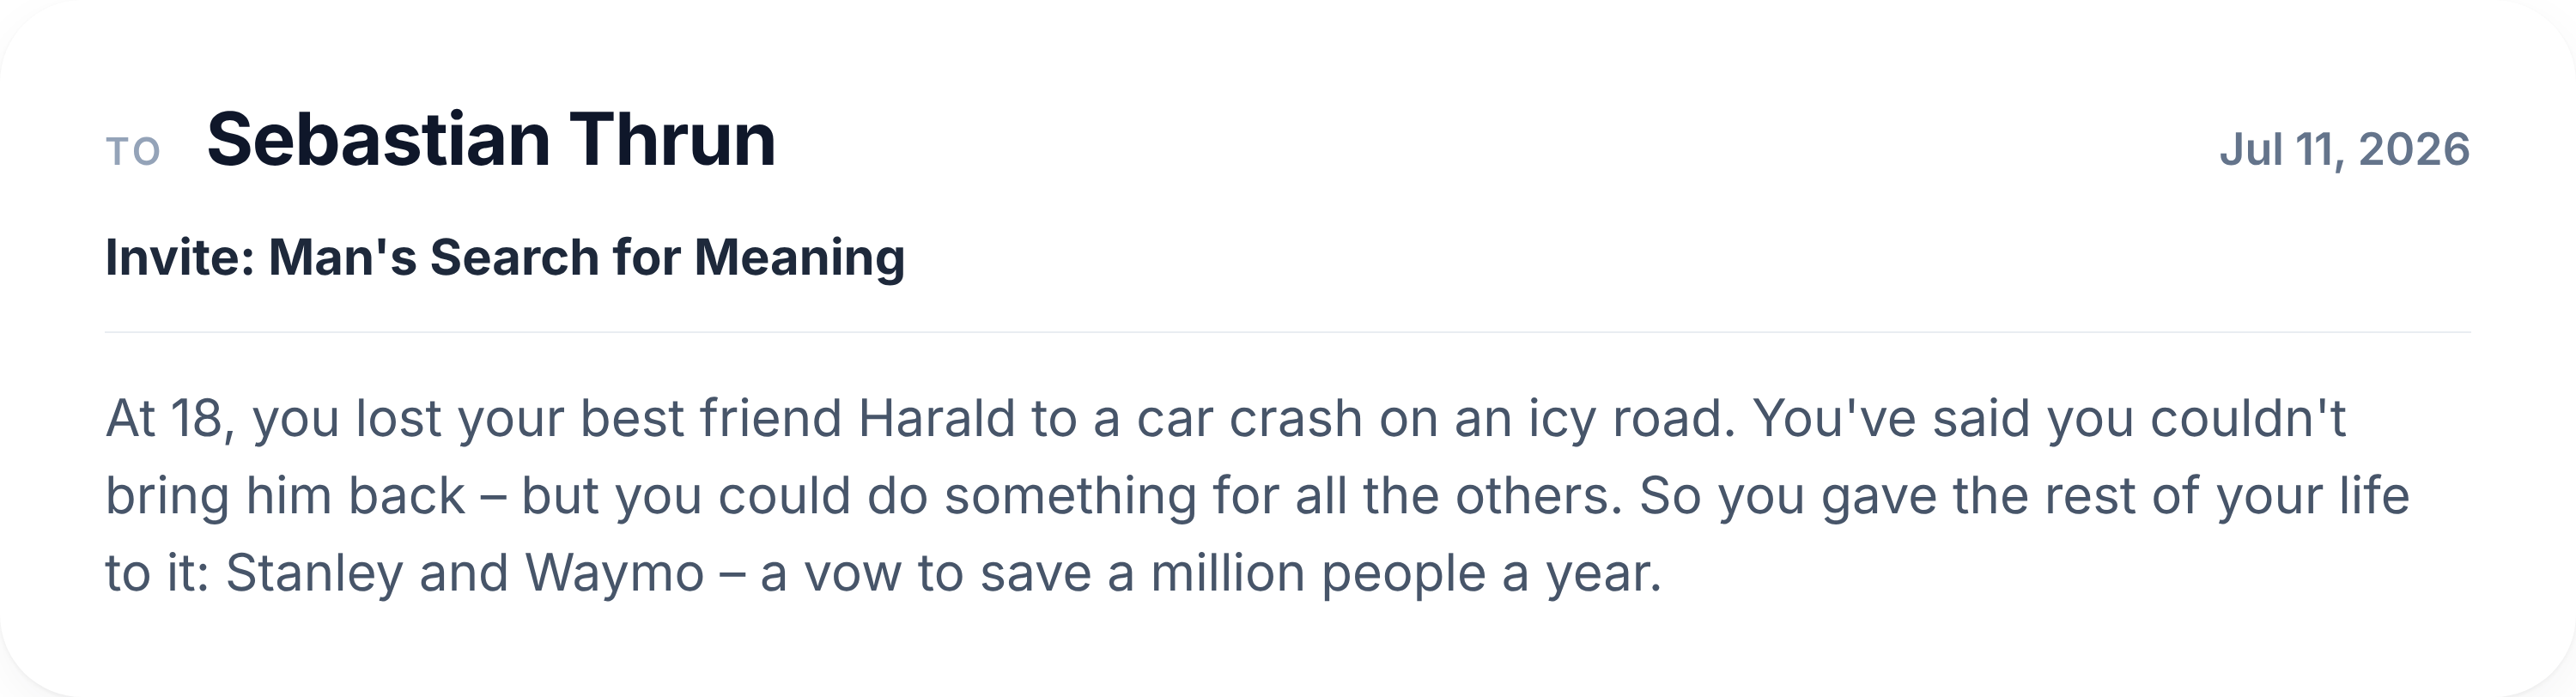 TO Sebastian Thrun Jul 11, 2026
Invite: Man's Search for Meaning
At 18, you lost your best friend Harald to a car crash on an icy road. You've said you couldn't
bring him back – but you could do something for all the others. So you gave the rest of your life
to it: Stanley and Waymo – a vow to save a million people a year.